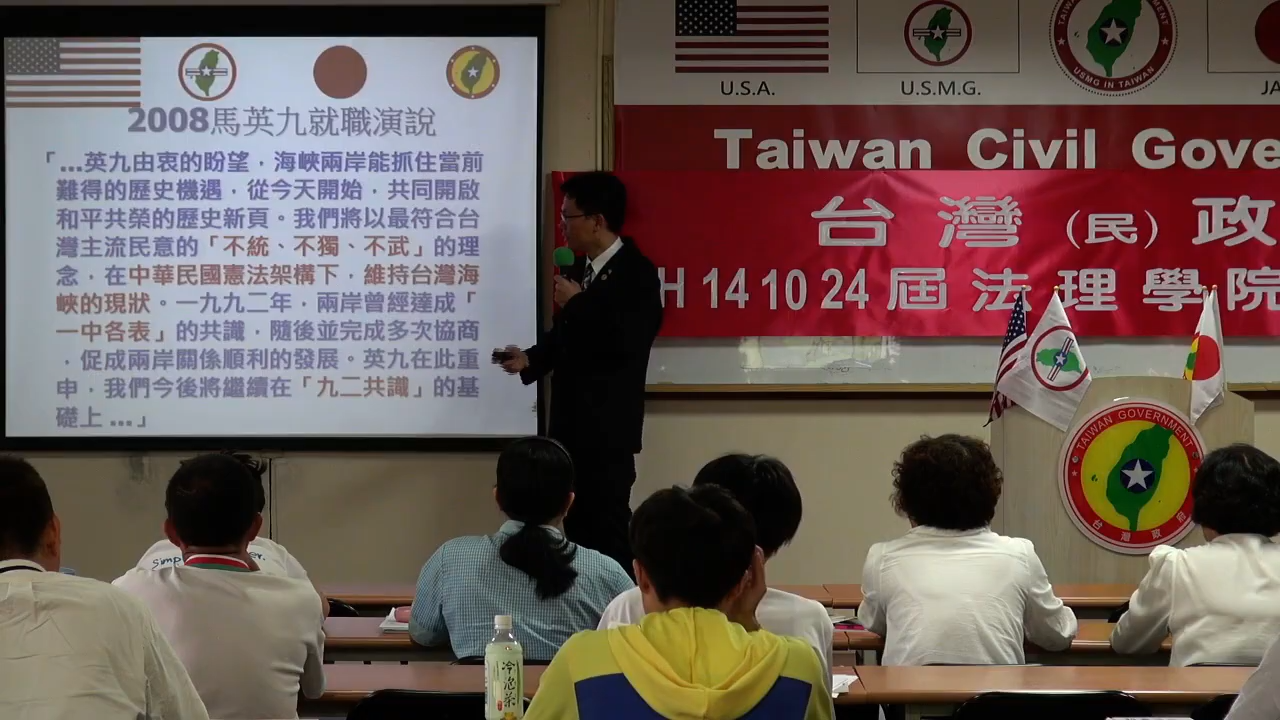 2008馬英九就職演說
「...英九由衷的盼望，海峽兩岸能抓住當前
難得的歷史機遇，從今天開始，共同開啟
和平共榮的歷史新頁。我們將以最符合台
灣主流民意的「不統、不獨、不武」的理
念，在中華民國憲法架構下，維持台灣海
峽的現狀。一九九二年，兩岸曾經達成「
一中各表」的共識，隨後並完成多次協商
，促成兩岸關係順利的發展。英九在此重
申，我們今後將繼續在「九二共識」的基
礎上...」
U.S.A.
U.S.M.G.
USMG IN TAIWAN
JA
Taiwan Civil Gove
台灣（民）政
H 14 10 24 屆法理學院
TAIWAN GOVERNMENT
台灣政府
simp
er.
冷泡茶